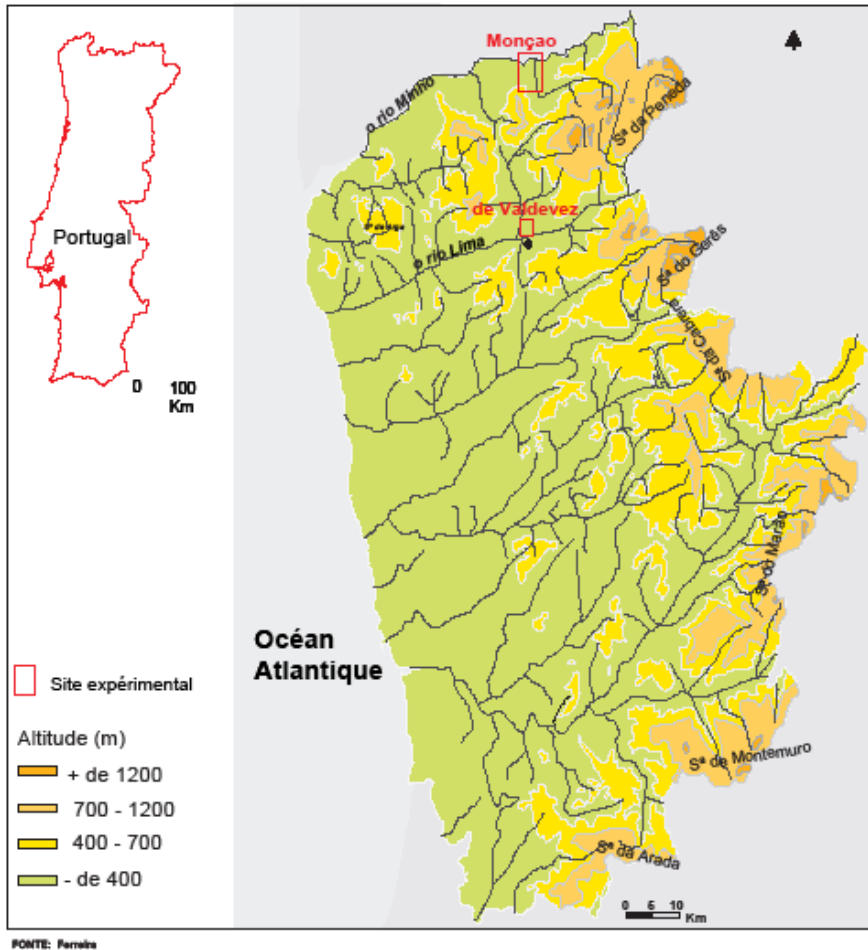 Monçao
o rio Minho
Sª da Peneda
de Valdevez
o rio Lima
Sª do Gerês
Sª da Cabrera
Portugal
0 100
Km
Sª do Marão
Océan
Atlantique
Site expérimental
Altitude (m)
+ de 1200
700 - 1200
400 - 700
- de 400
Sª de Montemuro
Sª da Arada
0 5 10
Km
FONTE: Ferreira